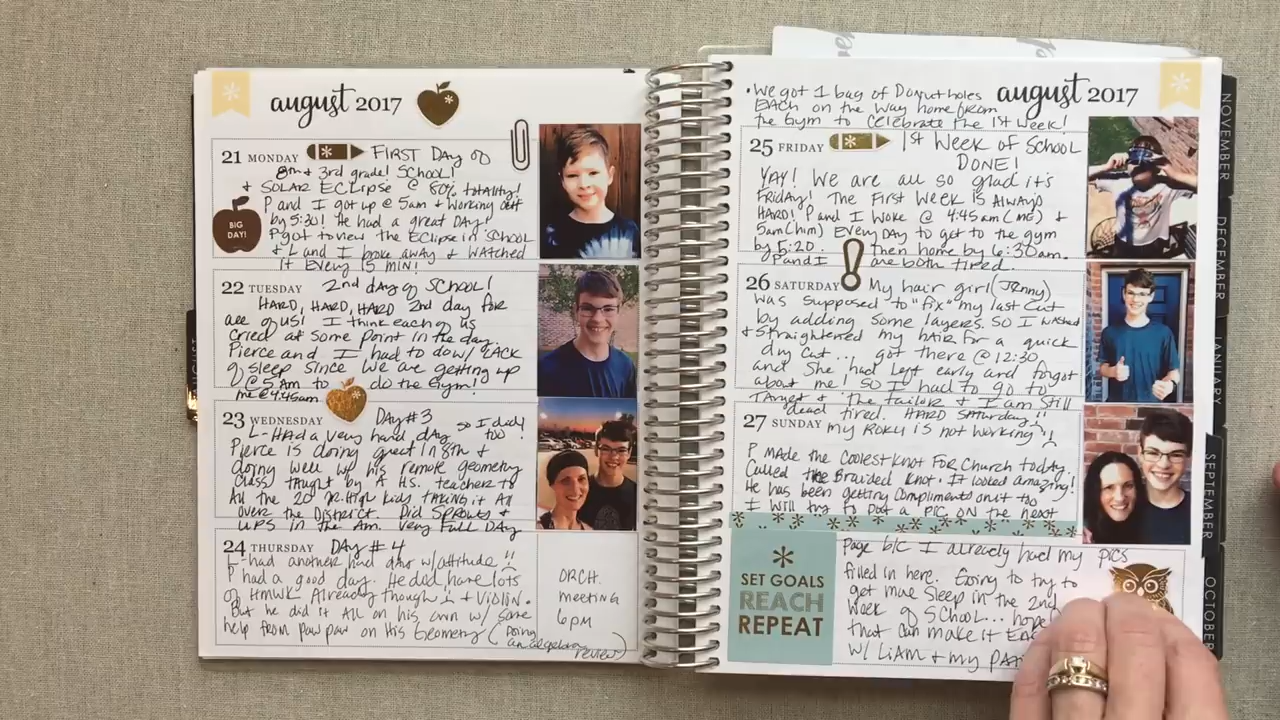 august 2017
21 MONDAY FIRST DAY OF
8th + 3rd grade! SCHOOL!
+ SOLAR ECLIPSE @ 80% totality!
BIG
DAY!
P and I got up @ 5am + working out
by 5:20! He had a great DAY!
P got to view the Eclipse in SCHOOL
+ L and I broke away + watched
it EVERY 15 MIN!
22 TUESDAY 2nd day of SCHOOL!
HARD, HARD, HARD 2nd day for
all of us! I think each of us
cried at some point in the day.
Pierce and I had to do w/ LACK
of sleep since we are getting up
@ 5 Am to do the Gym!
me@4:45am
23 WEDNESDAY DAY #3
L-HAd a very hard day so I did too!
Pierce is doing great in 8th +
doing well w/ his remote geometry
class taught by A H.S. teacher to
All the 20 Jr. High kids taking it All
over the District. Did Sprouts +
UPS in the Am. Very Full DAY
24 THURSDAY DAY #4
L-had another bad day w/attitude
P had a good day. He did have lots
of HMWK Already though + VIOLIN.
But he did it All on his own w/ some
help from pawpaw on His Geometry (doing
an algebra
review)
ORCH.
meeting
6pm
• We got 1 bag of Donut holes
EACH on the way home from
the Gym to celebrate the 1st Week!
august 2017
25 FRIDAY 1st Week of School
DONE!
YAY! We are all so glad it's
FRIDAY! The First Week is ALWAYS
HARD! P and I WOKE @ 4:45am (ME) +
5am (him) EVERY DAY to get to the gym
by 5:20. Then home by 6:30am.
P and I are both tired.
26 SATURDAY My hair girl (Jenny)
was supposed to "fix" my last cut
by adding some layers. SO I WASHED
+ Straightened my HAIR for a quick
dry cut... got there @ 12:30
and She had left early and forgot
about me! SO I had to go to
TARget + the tailor + I am Still
dead tired. HARD SATURDAY!!
27 SUNDAY my ROKU is not working!!
P MADE the COOLEST KNOT FOR CHURCH today.
Called the Braided Knot. It looked amazing!
He has been getting compliments on it too
I will try to post a PIC ON the next
SET GOALS
REACH
REPEAT
Page b/c I already had my pics
filled in here. Going to try to
get more sleep in the 2nd
Week of SCHOOL... hope
that can make it
w/ LIAM + my
NOVEMBER
DECEMBER
JANUARY
SEPTEMBER
OCTOBER